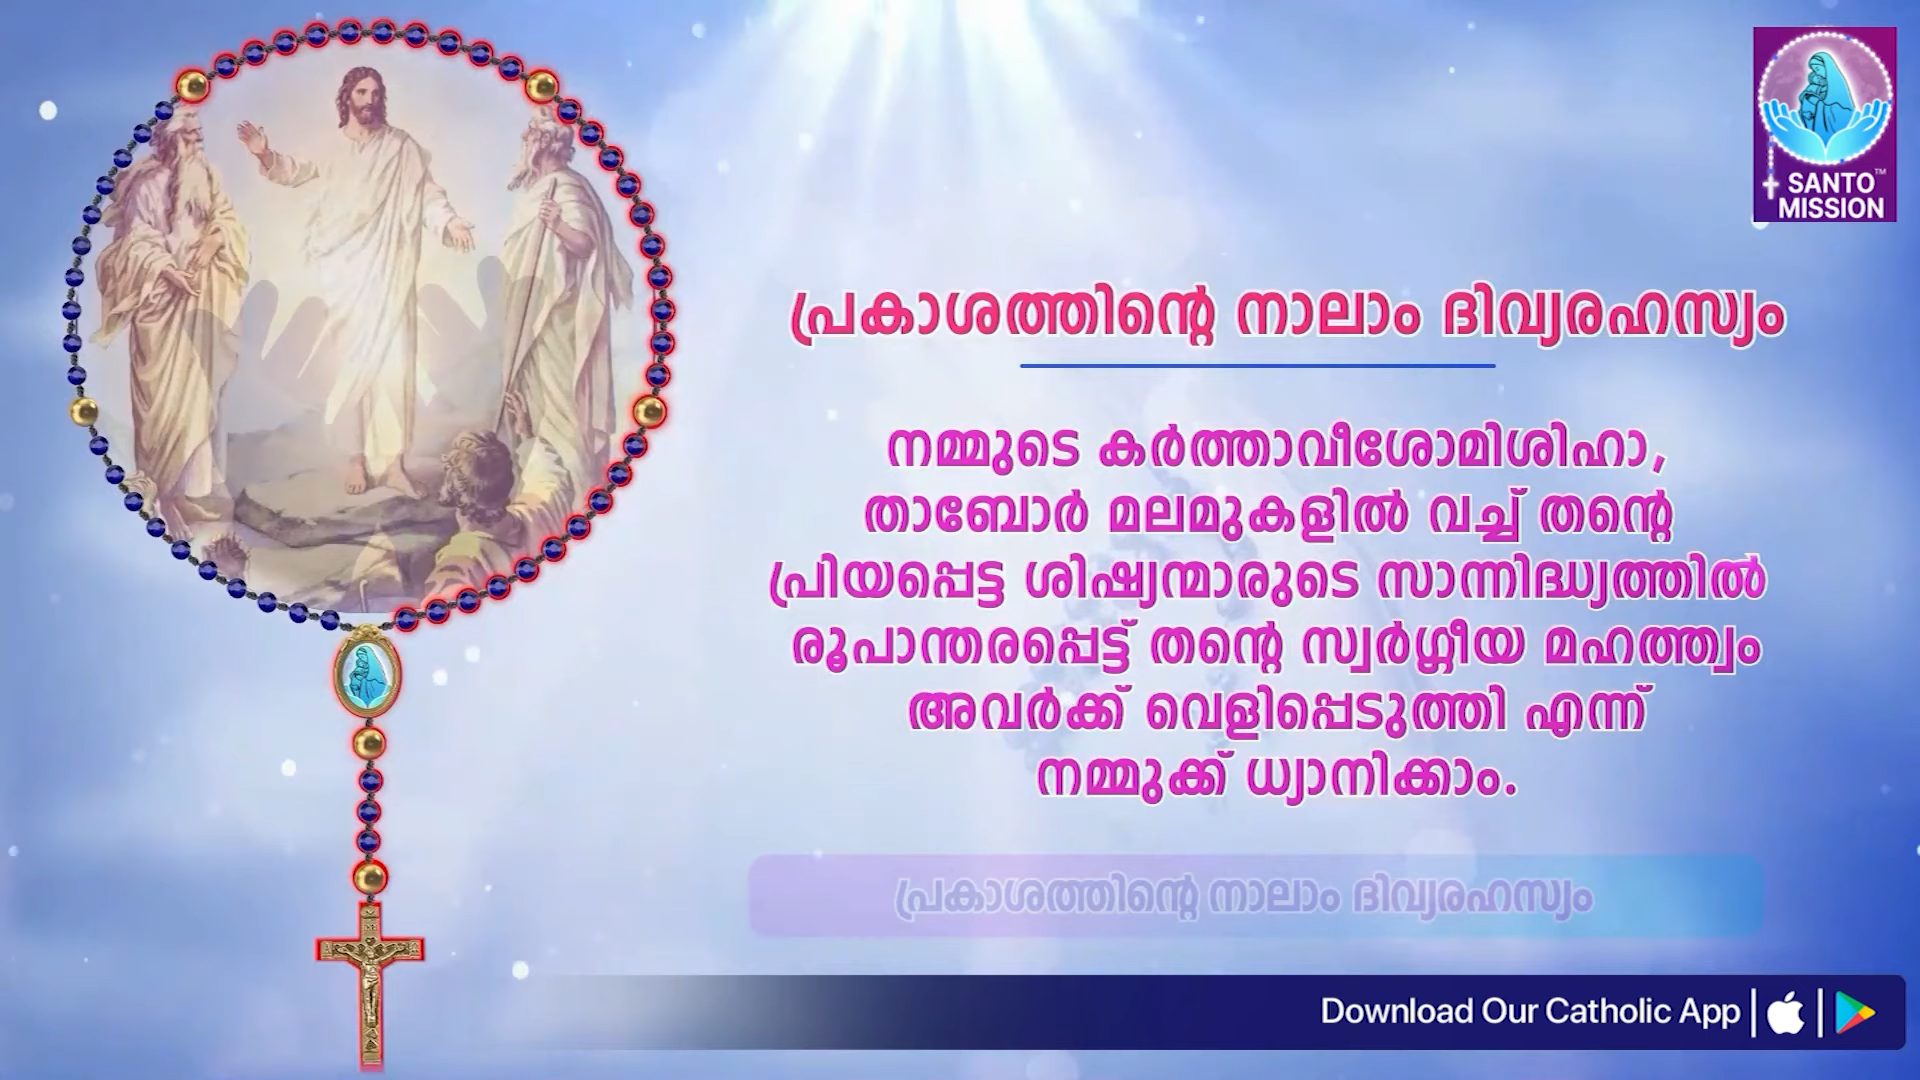 SANTO™
MISSION
പ്രകാശത്തിന്റെ നാലാം ദിവ്യരഹസ്യം
നമ്മുടെ കർത്താവീശോമിശിഹാ,
താബോർ മലമുകളിൽ വച്ച് തന്റെ
പ്രിയപ്പെട്ട ശിഷ്യന്മാരുടെ സാന്നിദ്ധ്യത്തിൽ
രൂപാന്തരപ്പെട്ട് തന്റെ സ്വർഗ്ഗീയ മഹത്ത്വം
അവർക്ക് വെളിപ്പെടുത്തി എന്ന്
നമ്മുക്ക് ധ്യാനിക്കാം.
പ്രകാശത്തിന്റെ നാലാം ദിവ്യരഹസ്യം
Download Our Catholic App